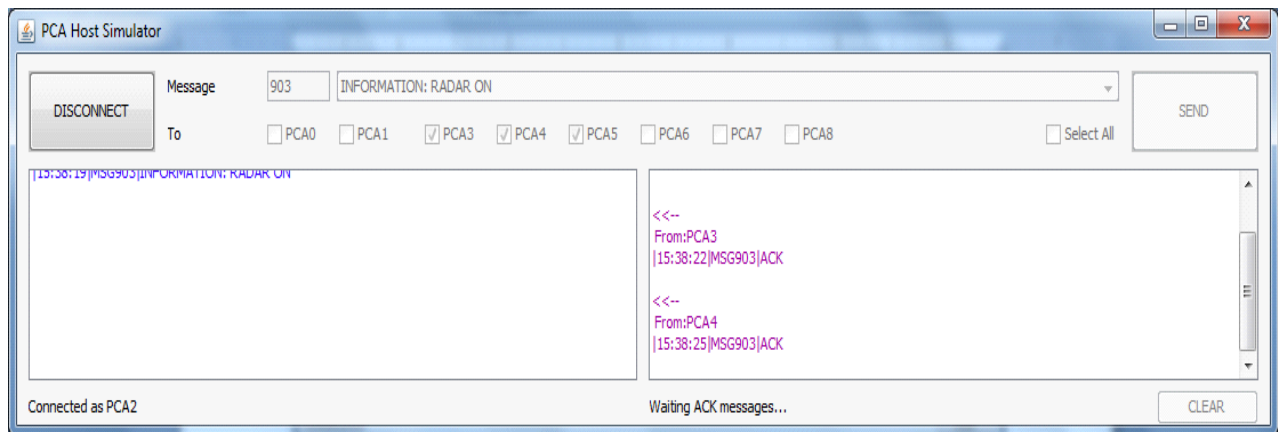 PCA Host Simulator
DISCONNECT
Message
903
INFORMATION: RADAR ON
SEND
To
PCA0 PCA1 PCA3 PCA4 PCA5 PCA6 PCA7 PCA8 Select All
|15:38:19|MSG903|INFORMATION: RADAR ON
<<--
From:PCA3
|15:38:22|MSG903|ACK
<<--
From:PCA4
|15:38:25|MSG903|ACK
Connected as PCA2
Waiting ACK messages...
CLEAR